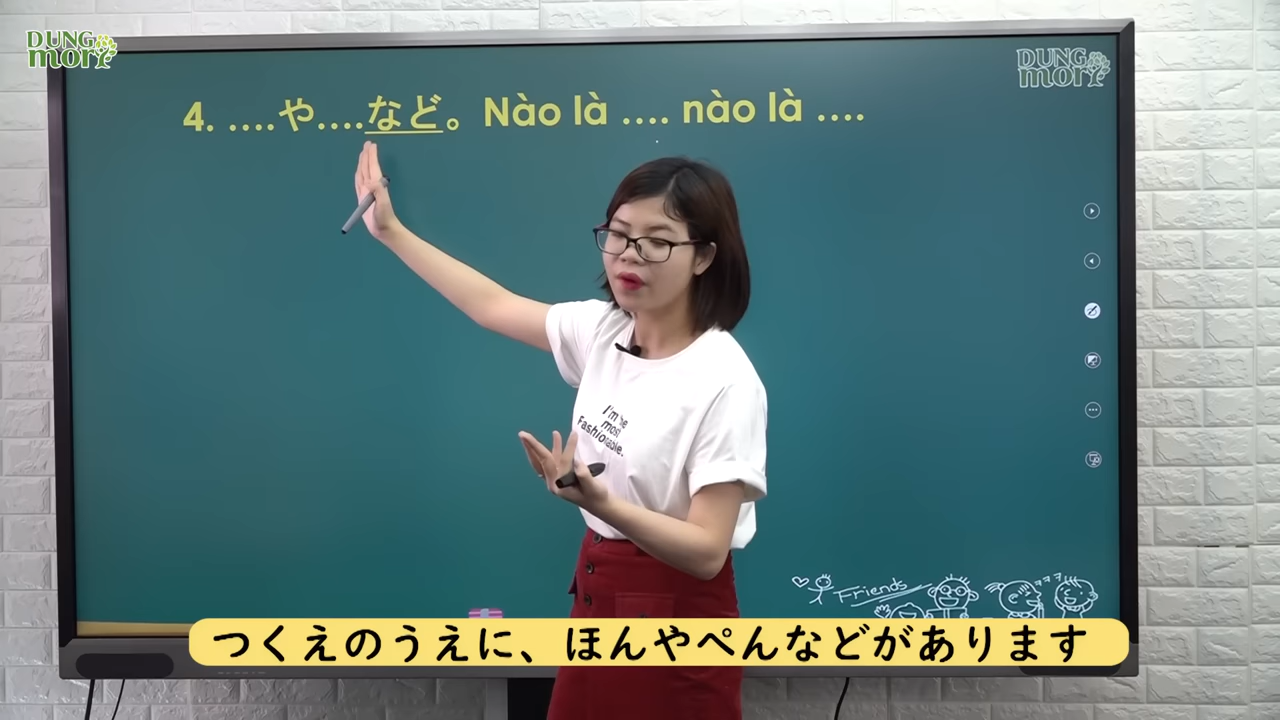 DUNG mori
DUNG mori
4. ....や....など。Nào là .... nào là ....
I'm the
most
Fashionable.
Friends
つくえのうえに、ほんやぺんなどがあります